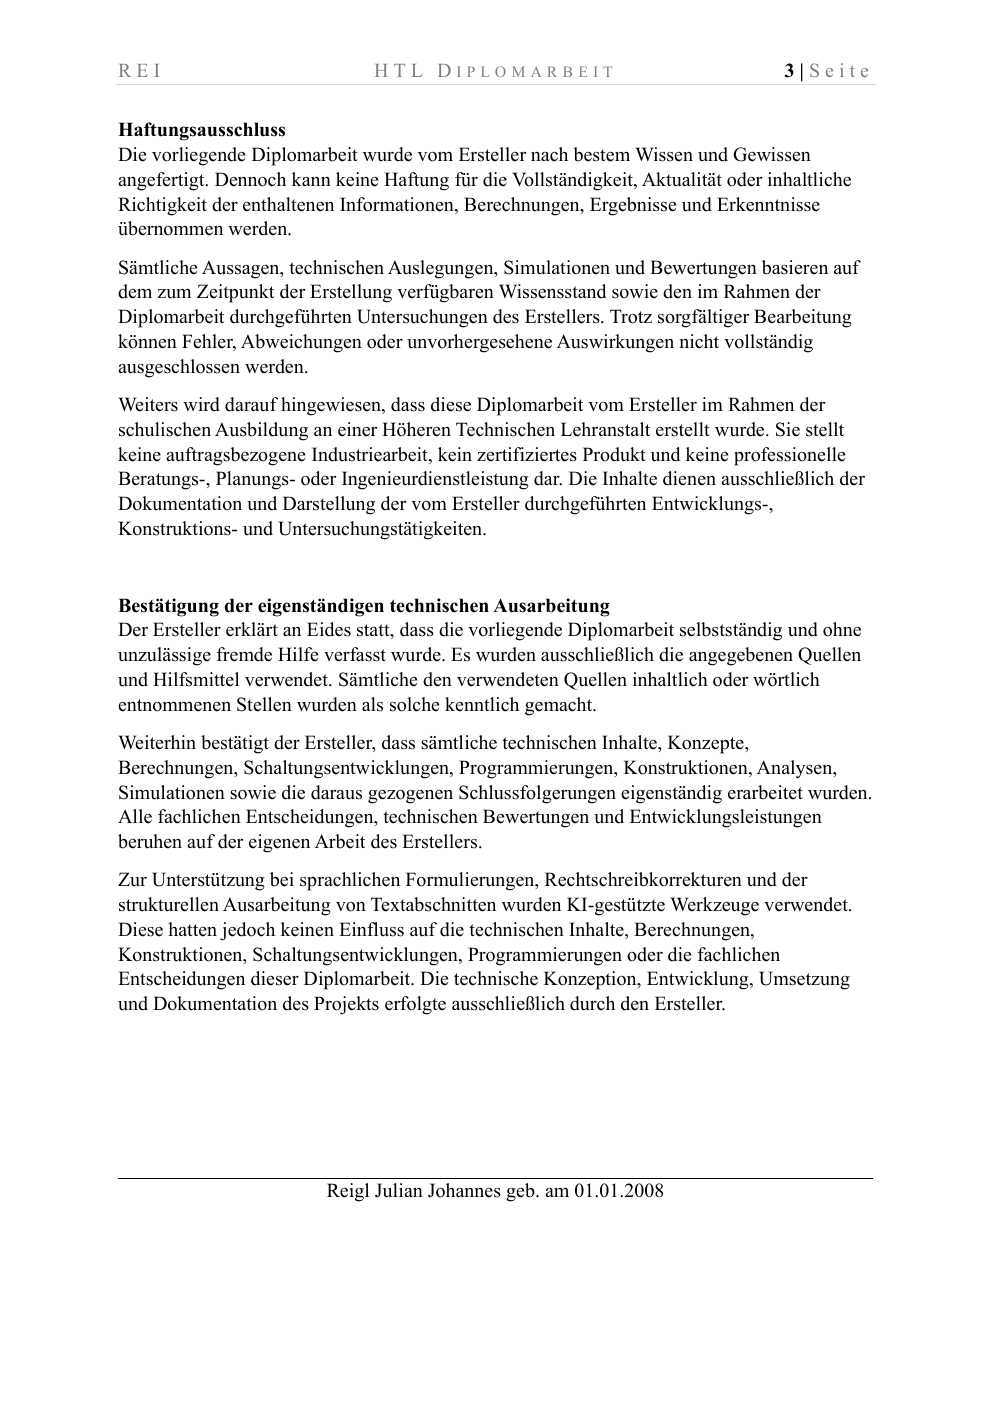 REI HTL DIPLOMARBEIT 3 | Seite
Haftungsausschluss
Die vorliegende Diplomarbeit wurde vom Ersteller nach bestem Wissen und Gewissen
angefertigt. Dennoch kann keine Haftung für die Vollständigkeit, Aktualität oder inhaltliche
Richtigkeit der enthaltenen Informationen, Berechnungen, Ergebnisse und Erkenntnisse
übernommen werden.
Sämtliche Aussagen, technischen Auslegungen, Simulationen und Bewertungen basieren auf
dem zum Zeitpunkt der Erstellung verfügbaren Wissensstand sowie den im Rahmen der
Diplomarbeit durchgeführten Untersuchungen des Erstellers. Trotz sorgfältiger Bearbeitung
können Fehler, Abweichungen oder unvorhergesehene Auswirkungen nicht vollständig
ausgeschlossen werden.
Weiters wird darauf hingewiesen, dass diese Diplomarbeit vom Ersteller im Rahmen der
schulischen Ausbildung an einer Höheren Technischen Lehranstalt erstellt wurde. Sie stellt
keine auftragsbezogene Industriearbeit, kein zertifiziertes Produkt und keine professionelle
Beratungs-, Planungs- oder Ingenieurdienstleistung dar. Die Inhalte dienen ausschließlich der
Dokumentation und Darstellung der vom Ersteller durchgeführten Entwicklungs-,
Konstruktions- und Untersuchungstätigkeiten.
Bestätigung der eigenständigen technischen Ausarbeitung
Der Ersteller erklärt an Eides statt, dass die vorliegende Diplomarbeit selbstständig und ohne
unzulässige fremde Hilfe verfasst wurde. Es wurden ausschließlich die angegebenen Quellen
und Hilfsmittel verwendet. Sämtliche den verwendeten Quellen inhaltlich oder wörtlich
entnommenen Stellen wurden als solche kenntlich gemacht.
Weiterhin bestätigt der Ersteller, dass sämtliche technischen Inhalte, Konzepte,
Berechnungen, Schaltungsentwicklungen, Programmierungen, Konstruktionen, Analysen,
Simulationen sowie die daraus gezogenen Schlussfolgerungen eigenständig erarbeitet wurden.
Alle fachlichen Entscheidungen, technischen Bewertungen und Entwicklungsleistungen
beruhen auf der eigenen Arbeit des Erstellers.
Zur Unterstützung bei sprachlichen Formulierungen, Rechtschreibkorrekturen und der
strukturellen Ausarbeitung von Textabschnitten wurden KI-gestützte Werkzeuge verwendet.
Diese hatten jedoch keinen Einfluss auf die technischen Inhalte, Berechnungen,
Konstruktionen, Schaltungsentwicklungen, Programmierungen oder die fachlichen
Entscheidungen dieser Diplomarbeit. Die technische Konzeption, Entwicklung, Umsetzung
und Dokumentation des Projekts erfolgte ausschließlich durch den Ersteller.
Reigl Julian Johannes geb. am 01.01.2008